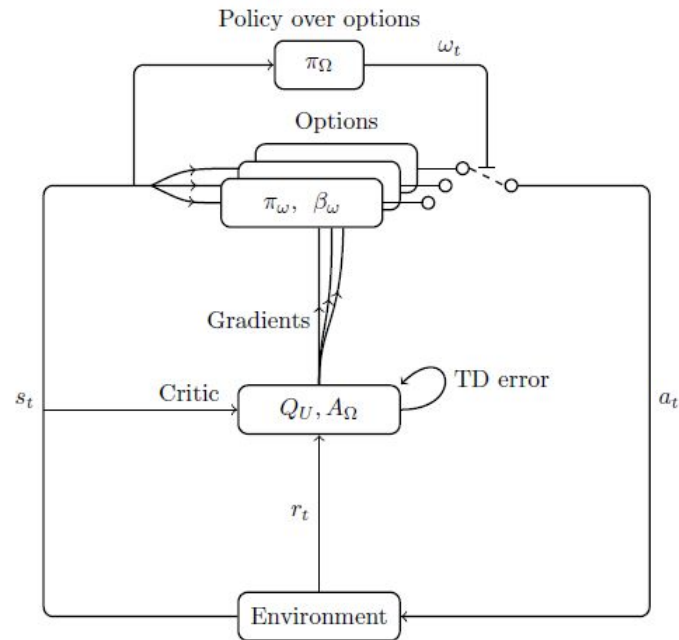 Policy over options
π_Ω
ω_t
Options
π_ω, β_ω
Gradients
Critic
TD error
s_t
Q_U, A_Ω
a_t
r_t
Environment